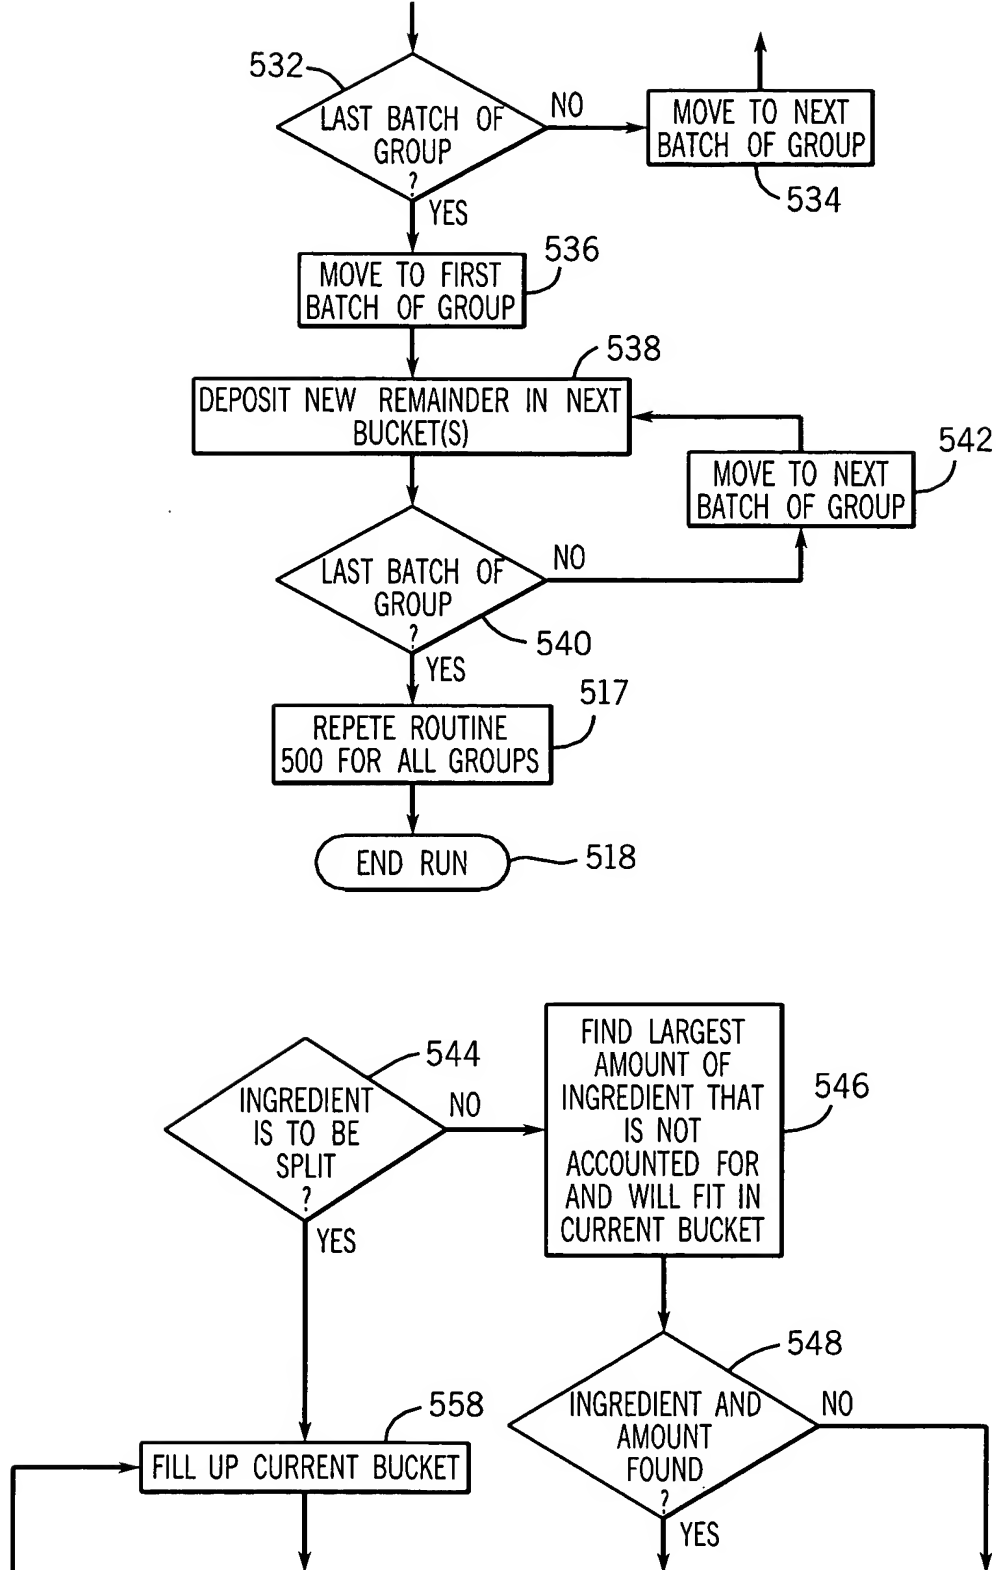 532
LAST BATCH OF
GROUP
?
NO
YES
MOVE TO NEXT
BATCH OF GROUP
534
536
MOVE TO FIRST
BATCH OF GROUP
538
DEPOSIT NEW REMAINDER IN NEXT
BUCKET(S)
542
MOVE TO NEXT
BATCH OF GROUP
LAST BATCH OF
GROUP
?
NO
540
YES
517
REPETE ROUTINE
500 FOR ALL GROUPS
END RUN
518
544
INGREDIENT
IS TO BE
SPLIT
?
NO
YES
FIND LARGEST
AMOUNT OF
INGREDIENT THAT
IS NOT
ACCOUNTED FOR
AND WILL FIT IN
CURRENT BUCKET
546
548
INGREDIENT AND
AMOUNT
FOUND
?
NO
YES
558
FILL UP CURRENT BUCKET